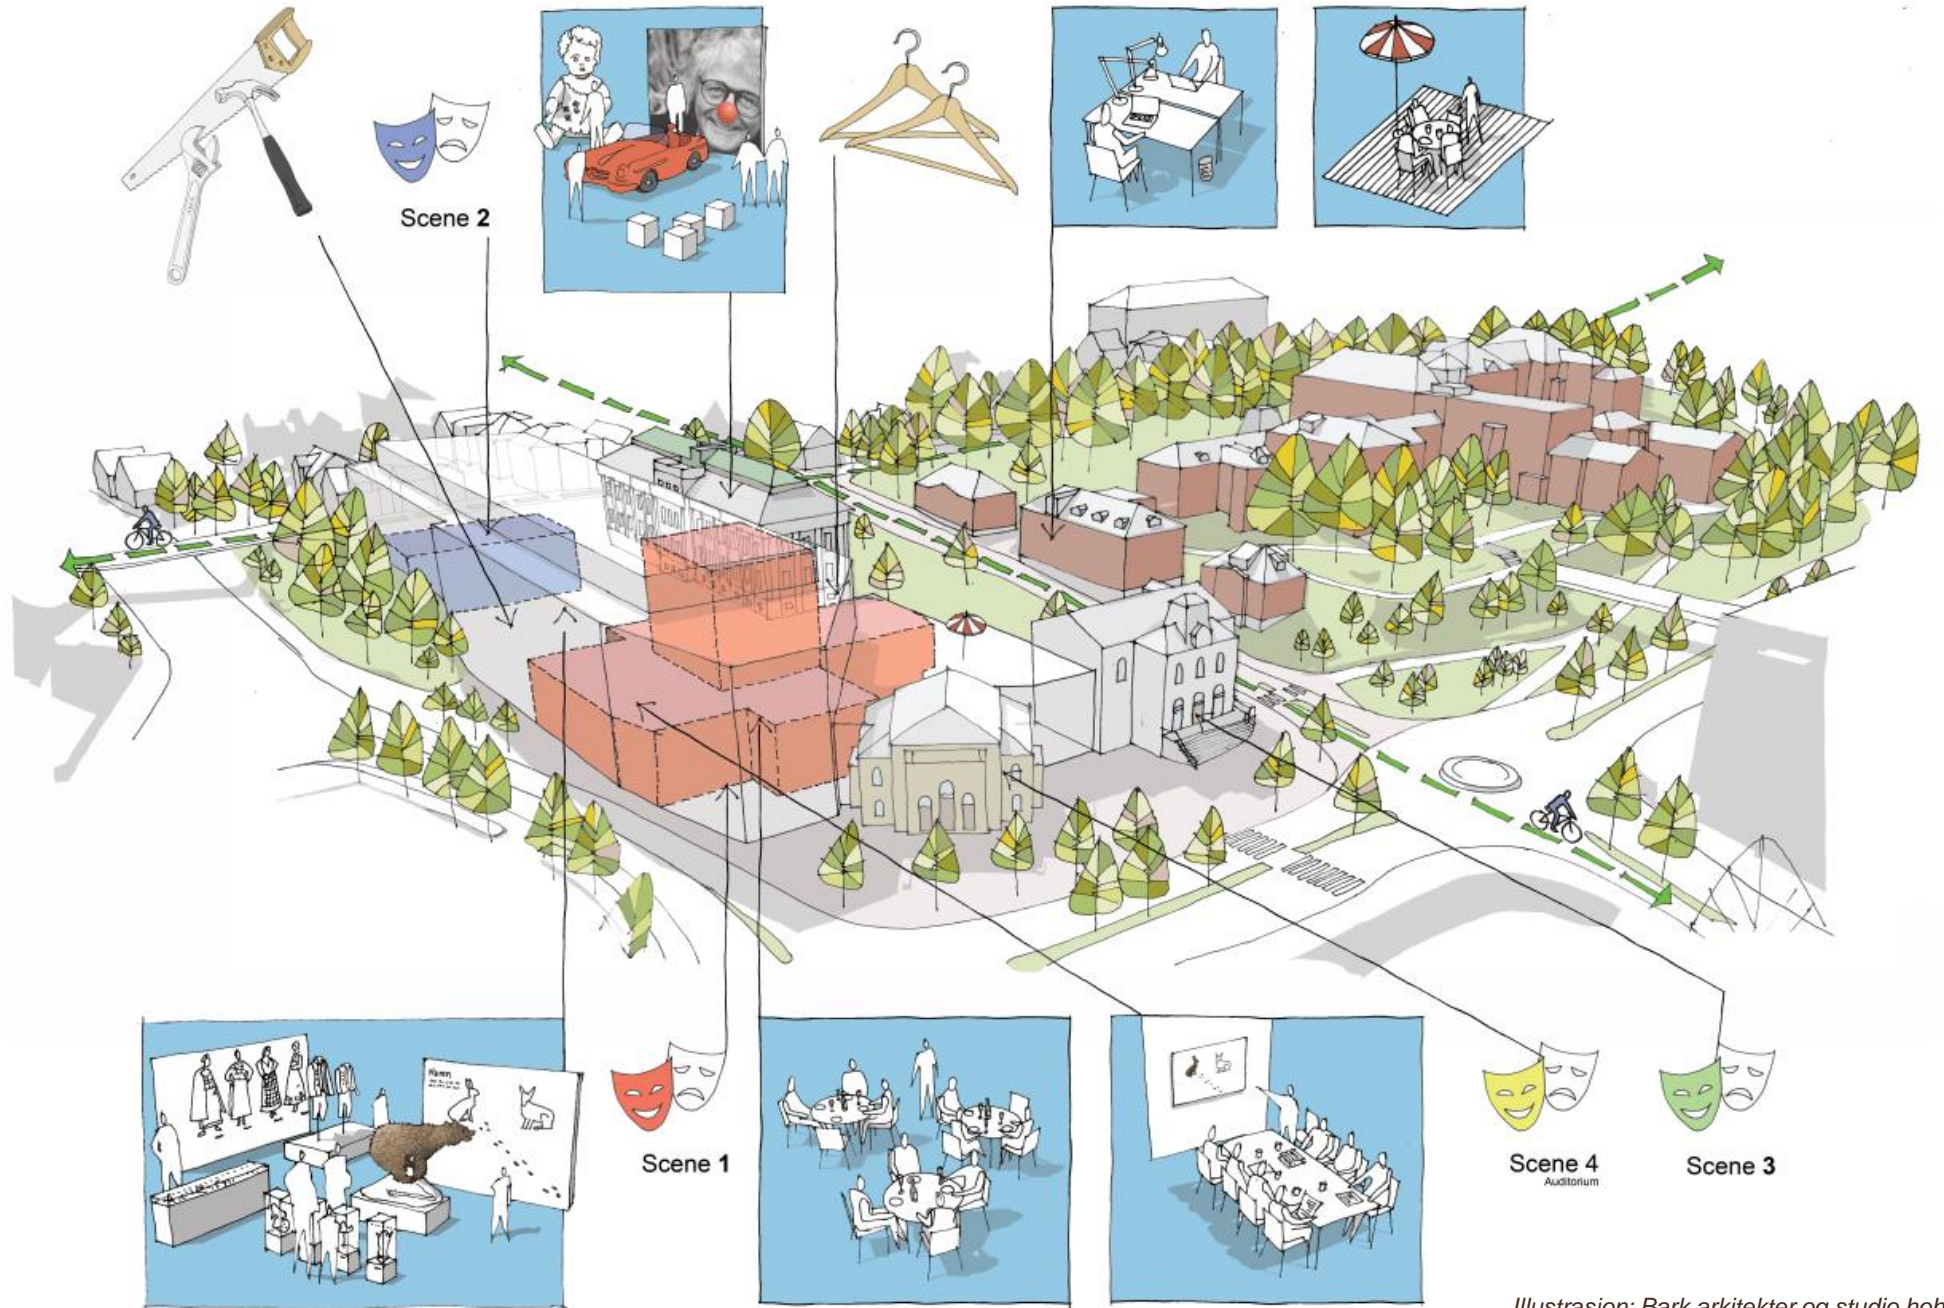 Scene 2
Scene 1
Scene 4
Auditorium
Scene 3
Illustrasjon: Bark arkitekter og studio